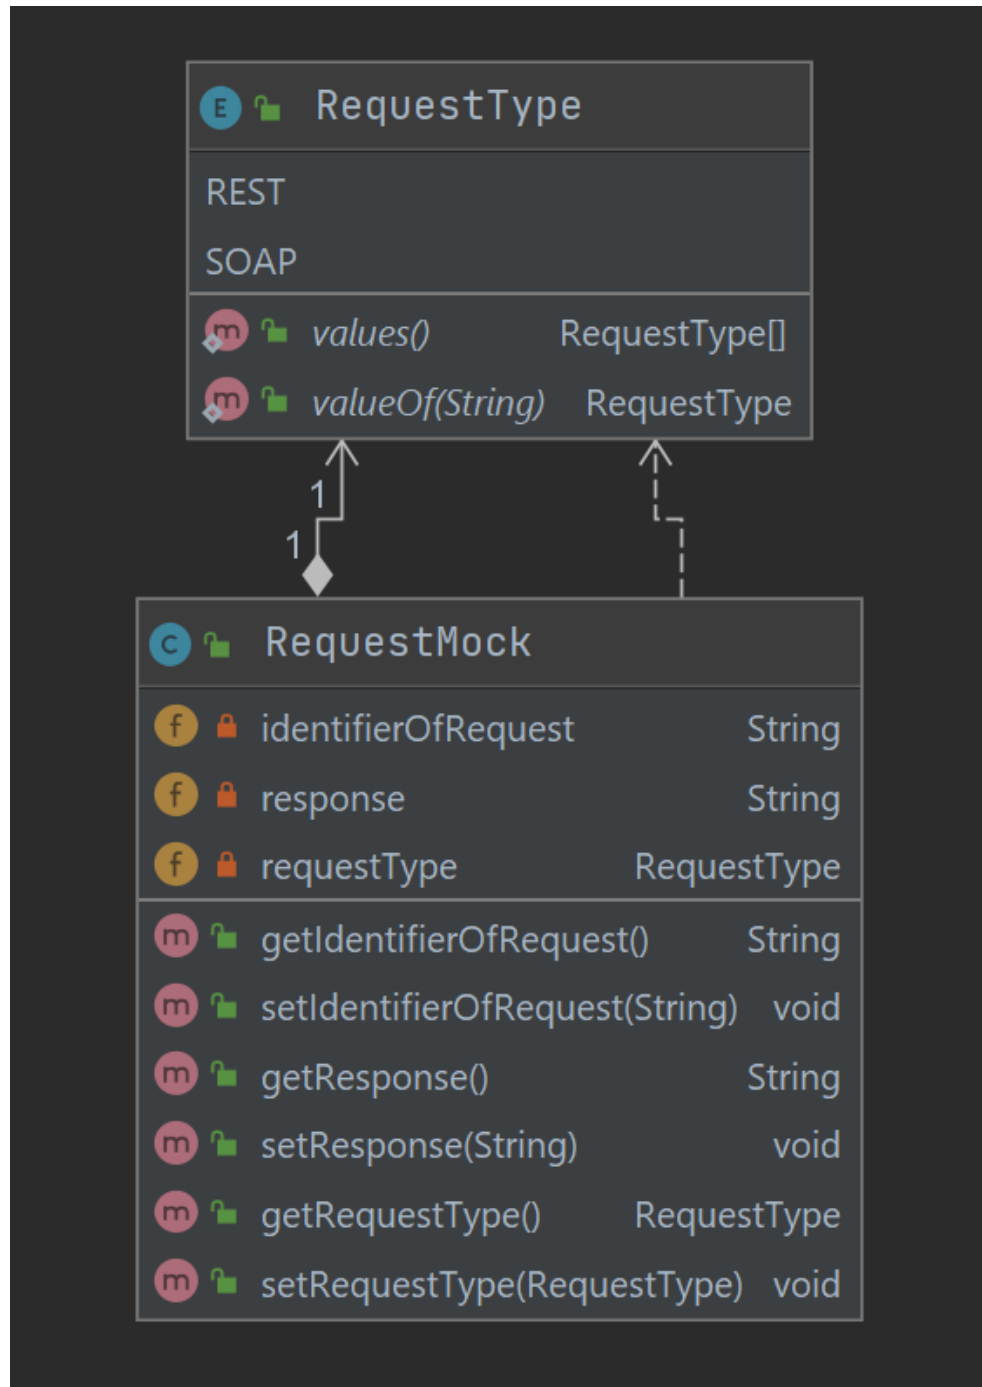 E RequestType
REST
SOAP
m values() RequestType[]
m valueOf(String) RequestType
1
1
C RequestMock
f identifierOfRequest String
f response String
f requestType RequestType
m getIdentifierOfRequest() String
m setIdentifierOfRequest(String) void
m getResponse() String
m setResponse(String) void
m getRequestType() RequestType
m setRequestType(RequestType) void